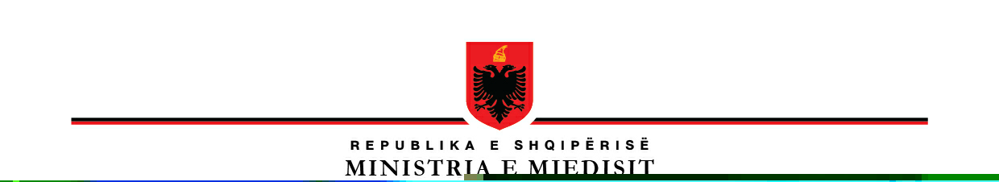 REPUBLIKA E SHQIPËRISË
MINISTRIA E MJEDISIT